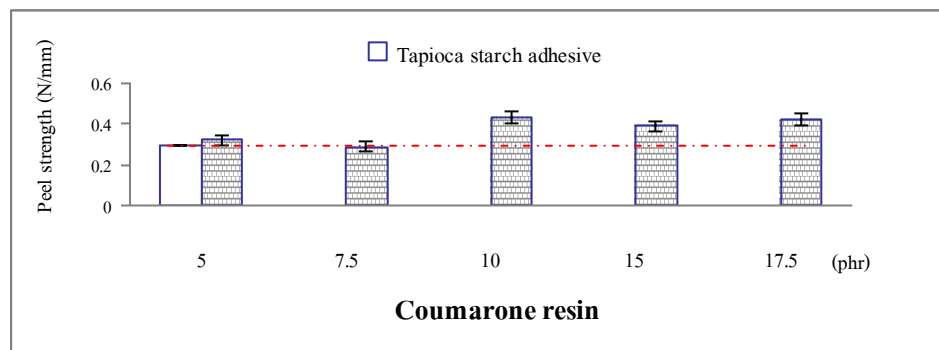 Tapioca starch adhesive
Peel strength (N/mm)
0.6
0.4
0.2
0
5 7.5 10 15 17.5 (phr)
Coumarone resin